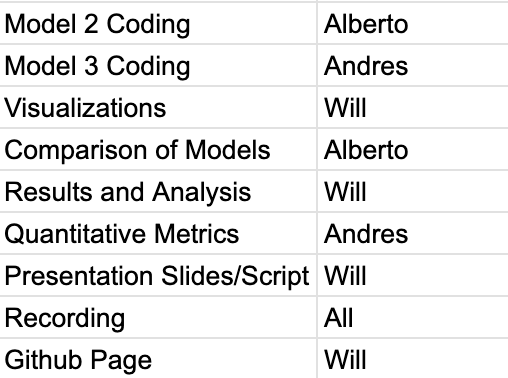 Model 2 Coding Alberto
Model 3 Coding Andres
Visualizations Will
Comparison of Models Alberto
Results and Analysis Will
Quantitative Metrics Andres
Presentation Slides/Script Will
Recording All
Github Page Will